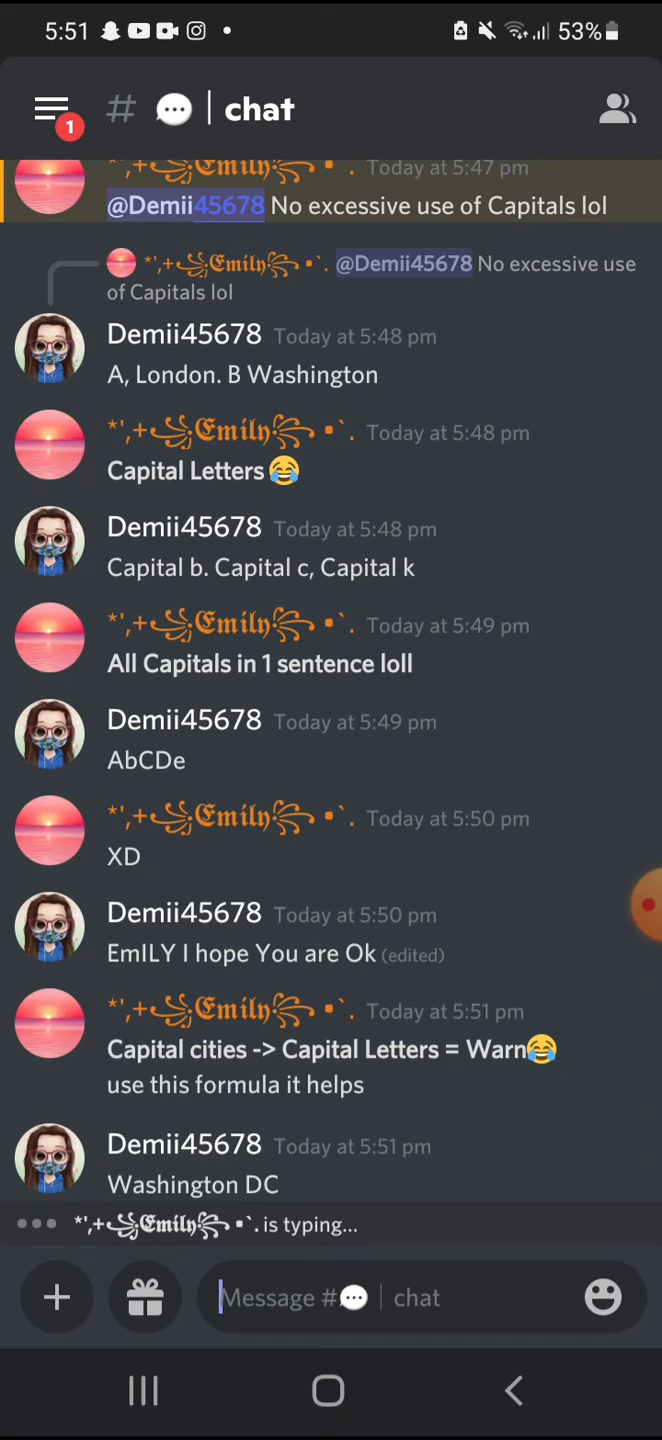 5:51 53%
1
# 💬 | chat
*',+꧁𝕰𝖒𝖎𝖑𝖞꧂▪︎`. Today at 5:47 pm
@Demii45678 No excessive use of Capitals lol
*',+꧁𝕰𝖒𝖎𝖑𝖞꧂▪︎`. @Demii45678 No excessive use
of Capitals lol
Demii45678 Today at 5:48 pm
A, London. B Washington
*',+꧁𝕰𝖒𝖎𝖑𝖞꧂▪︎`. Today at 5:48 pm
Capital Letters 😂
Demii45678 Today at 5:48 pm
Capital b. Capital c, Capital k
*',+꧁𝕰𝖒𝖎𝖑𝖞꧂▪︎`. Today at 5:49 pm
All Capitals in 1 sentence loll
Demii45678 Today at 5:49 pm
AbCDe
*',+꧁𝕰𝖒𝖎𝖑𝖞꧂▪︎`. Today at 5:50 pm
XD
Demii45678 Today at 5:50 pm
EmILY I hope You are Ok (edited)
*',+꧁𝕰𝖒𝖎𝖑𝖞꧂▪︎`. Today at 5:51 pm
Capital cities -> Capital Letters = Warn😂
use this formula it helps
Demii45678 Today at 5:51 pm
Washington DC
*',+꧁𝕰𝖒𝖎𝖑𝖞꧂▪︎`. is typing...
Message #💬 | chat